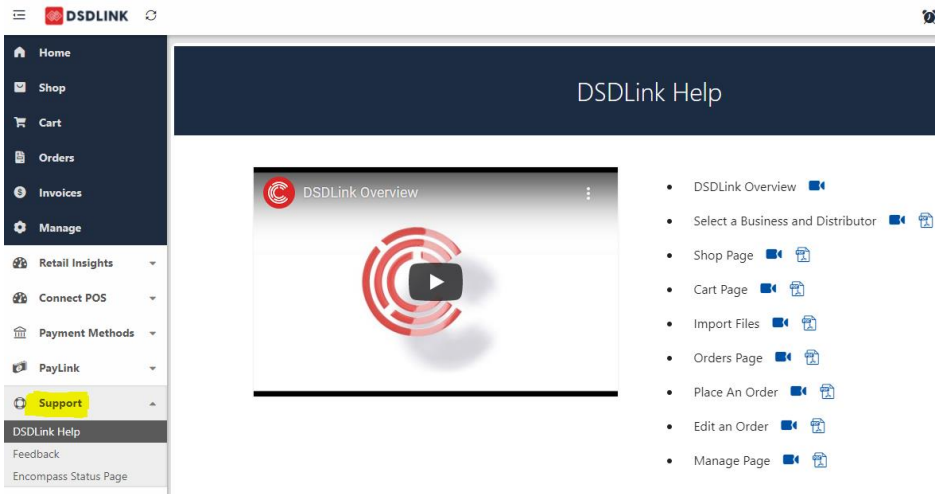 DSDLINK
Home
Shop
Cart
Orders
Invoices
Manage
Retail Insights
Connect POS
Payment Methods
PayLink
Support
DSDLink Help
Feedback
Encompass Status Page
DSDLink Help
DSDLink Overview
DSDLink Overview
Select a Business and Distributor
Shop Page
Cart Page
Import Files
Orders Page
Place An Order
Edit an Order
Manage Page